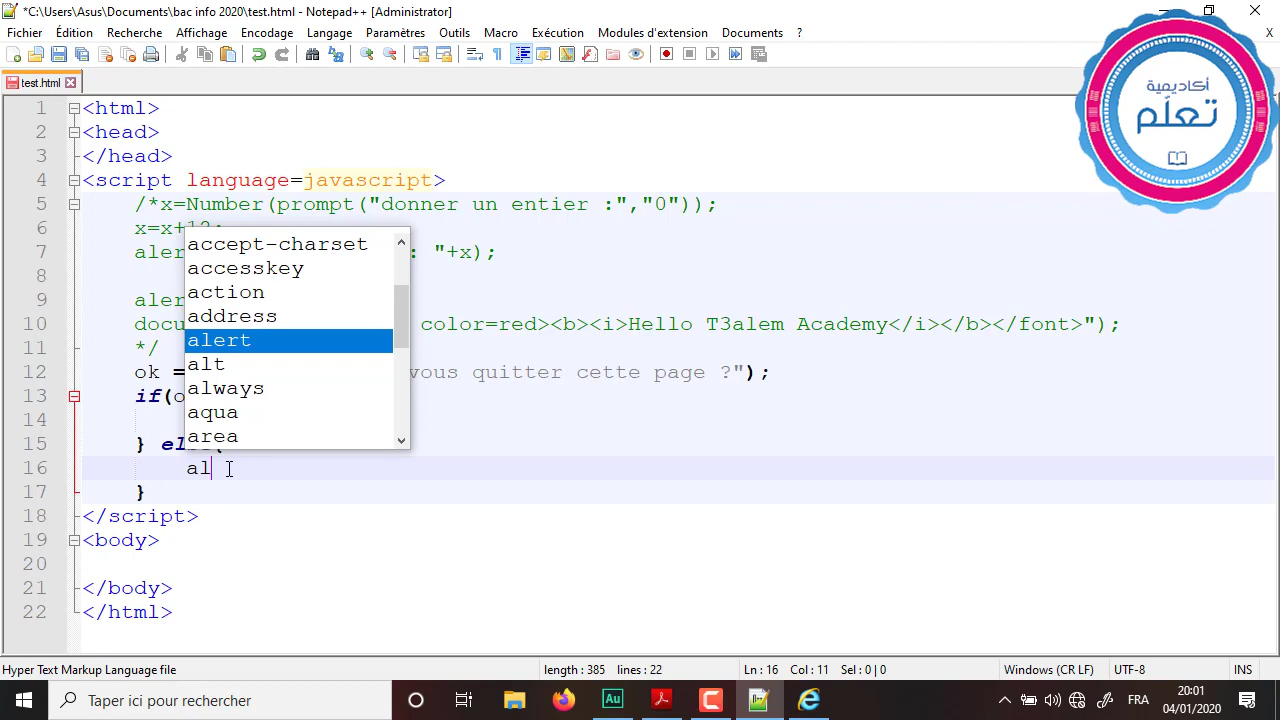 *C:\Users\Asus\Documents\bac info 2020\test.html - Notepad++ [Administrator]
Fichier Édition Recherche Affichage Encodage Langage Paramètres Outils Macro Exécution Modules d'extension Documents ? X
test.html
أكاديمية
تعلّم
1 <html>
2 <head>
3 </head>
4 <script language=javascript>
5 /*x=Number(prompt("donner un entier :","0"));
6 x=x+12;
7 aler : "+x);
8
9 aler
10 docu color=red><b><i>Hello T3alem Academy</i></b></font>");
11 */
12 ok = vous quitter cette page ?");
13 if(o
14
15 } else{
16 al
17 }
18 </script>
19 <body>
20
21 </body>
22 </html>
accept-charset
accesskey
action
address
alert
alt
always
aqua
area
Hyper Text Markup Language file length : 385 lines : 22 Ln : 16 Col : 11 Sel : 0 | 0 Windows (CR LF) UTF-8 INS
Taper ici pour rechercher
Au
FRA
20:01
04/01/2020